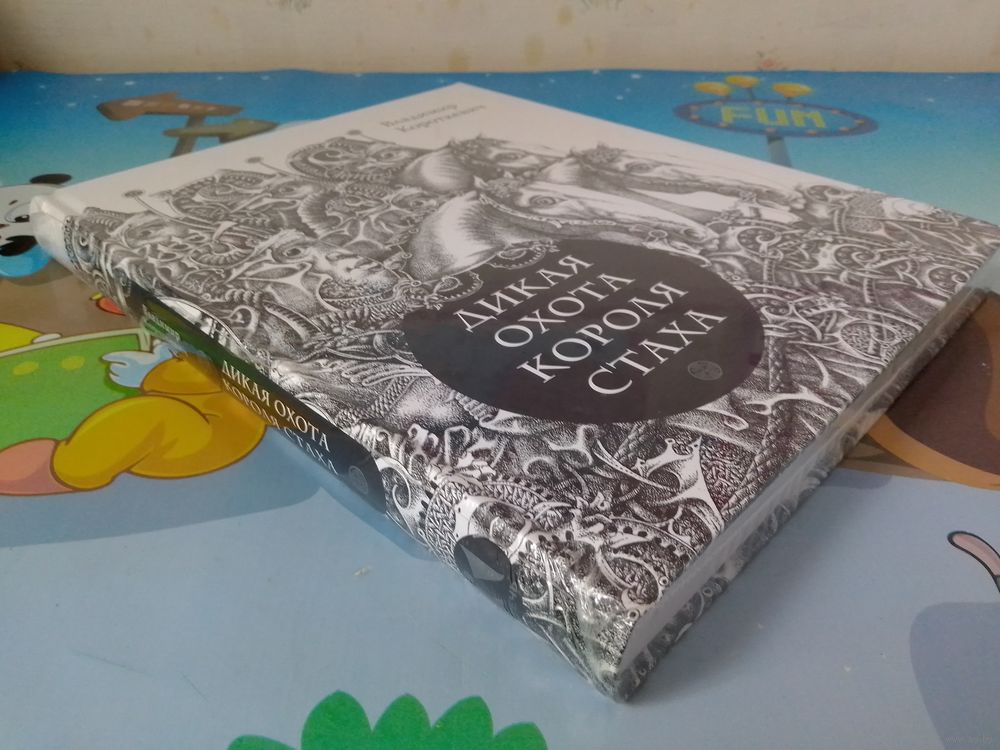 Владимир
Короткевич
ДИКАЯ
ОХОТА
КОРОЛЯ
СТАХА
ДИКАЯ ОХОТА
КОРОЛЯ СТАХА
FUN